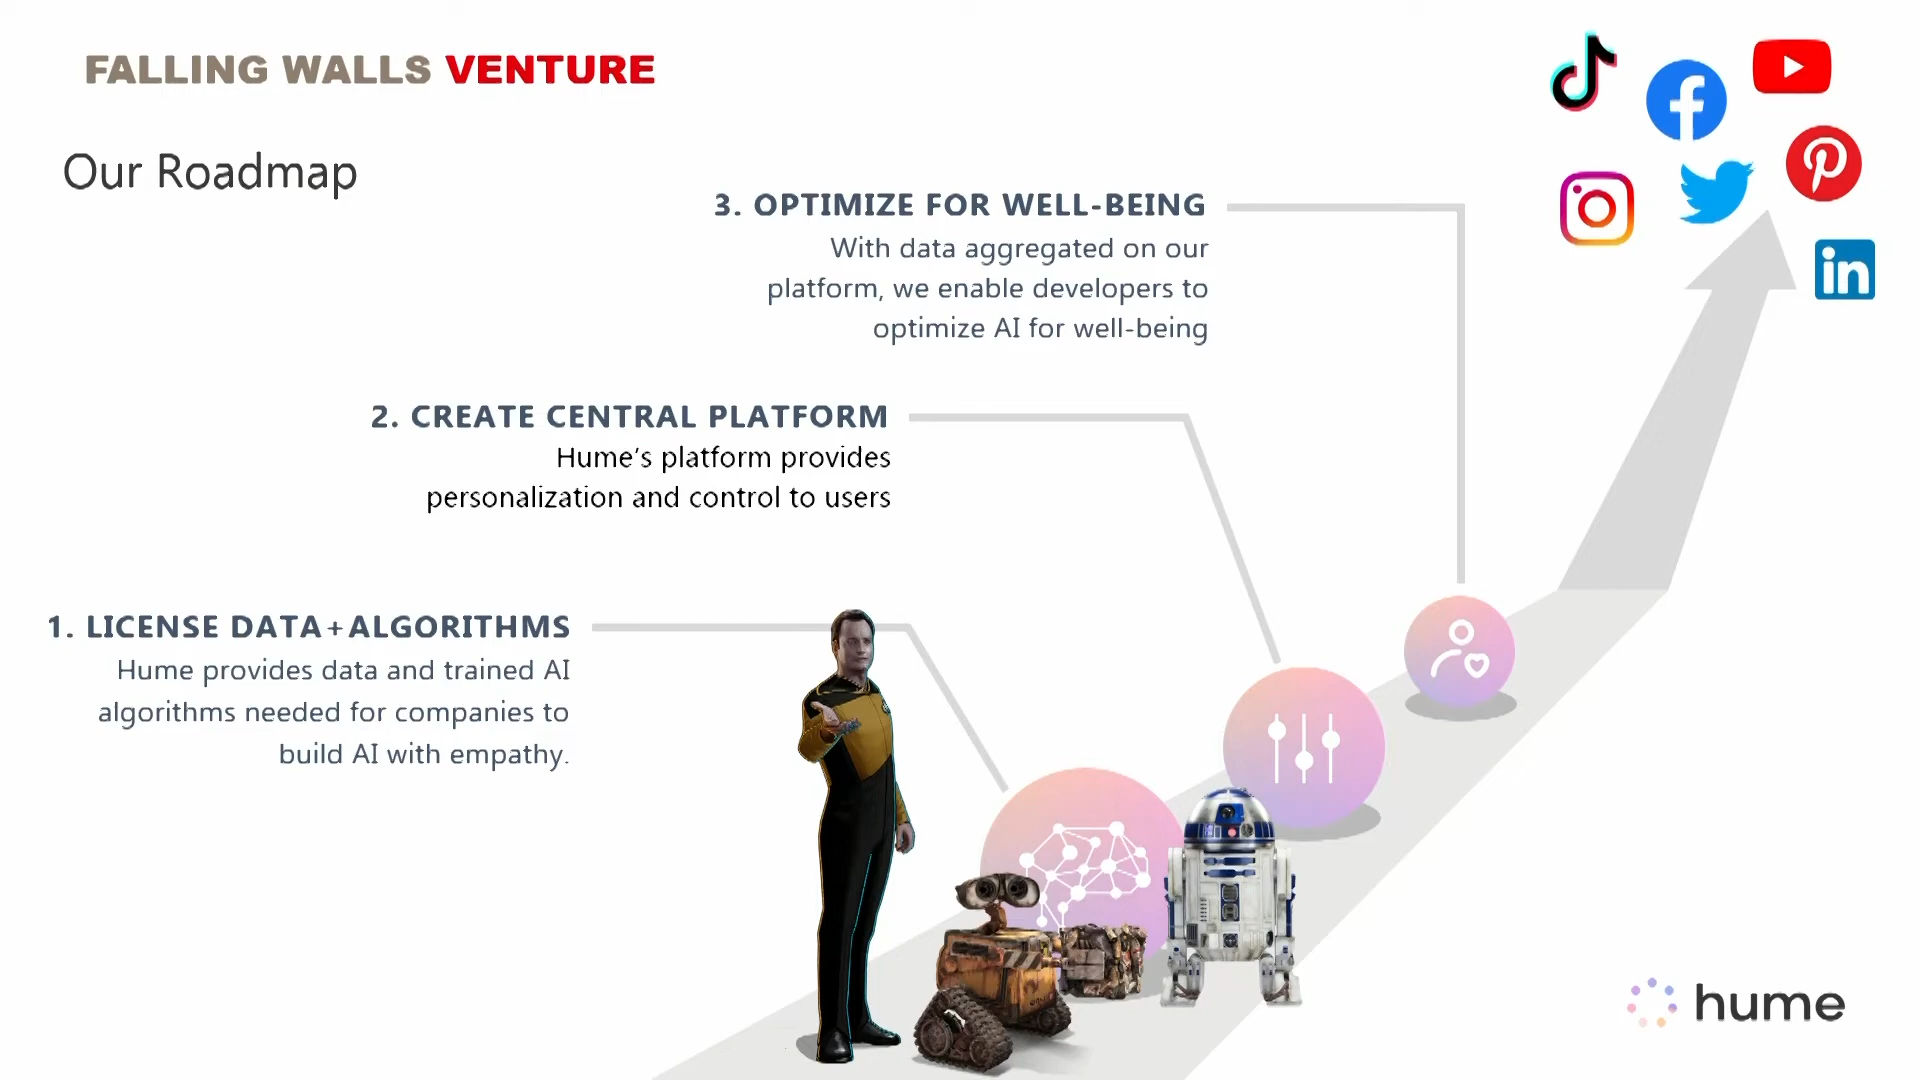 FALLING WALLS VENTURE
Our Roadmap
3. OPTIMIZE FOR WELL-BEING
With data aggregated on our
platform, we enable developers to
optimize AI for well-being
2. CREATE CENTRAL PLATFORM
Hume’s platform provides
personalization and control to users
1. LICENSE DATA+ALGORITHMS
Hume provides data and trained AI
algorithms needed for companies to
build AI with empathy.
in
hume